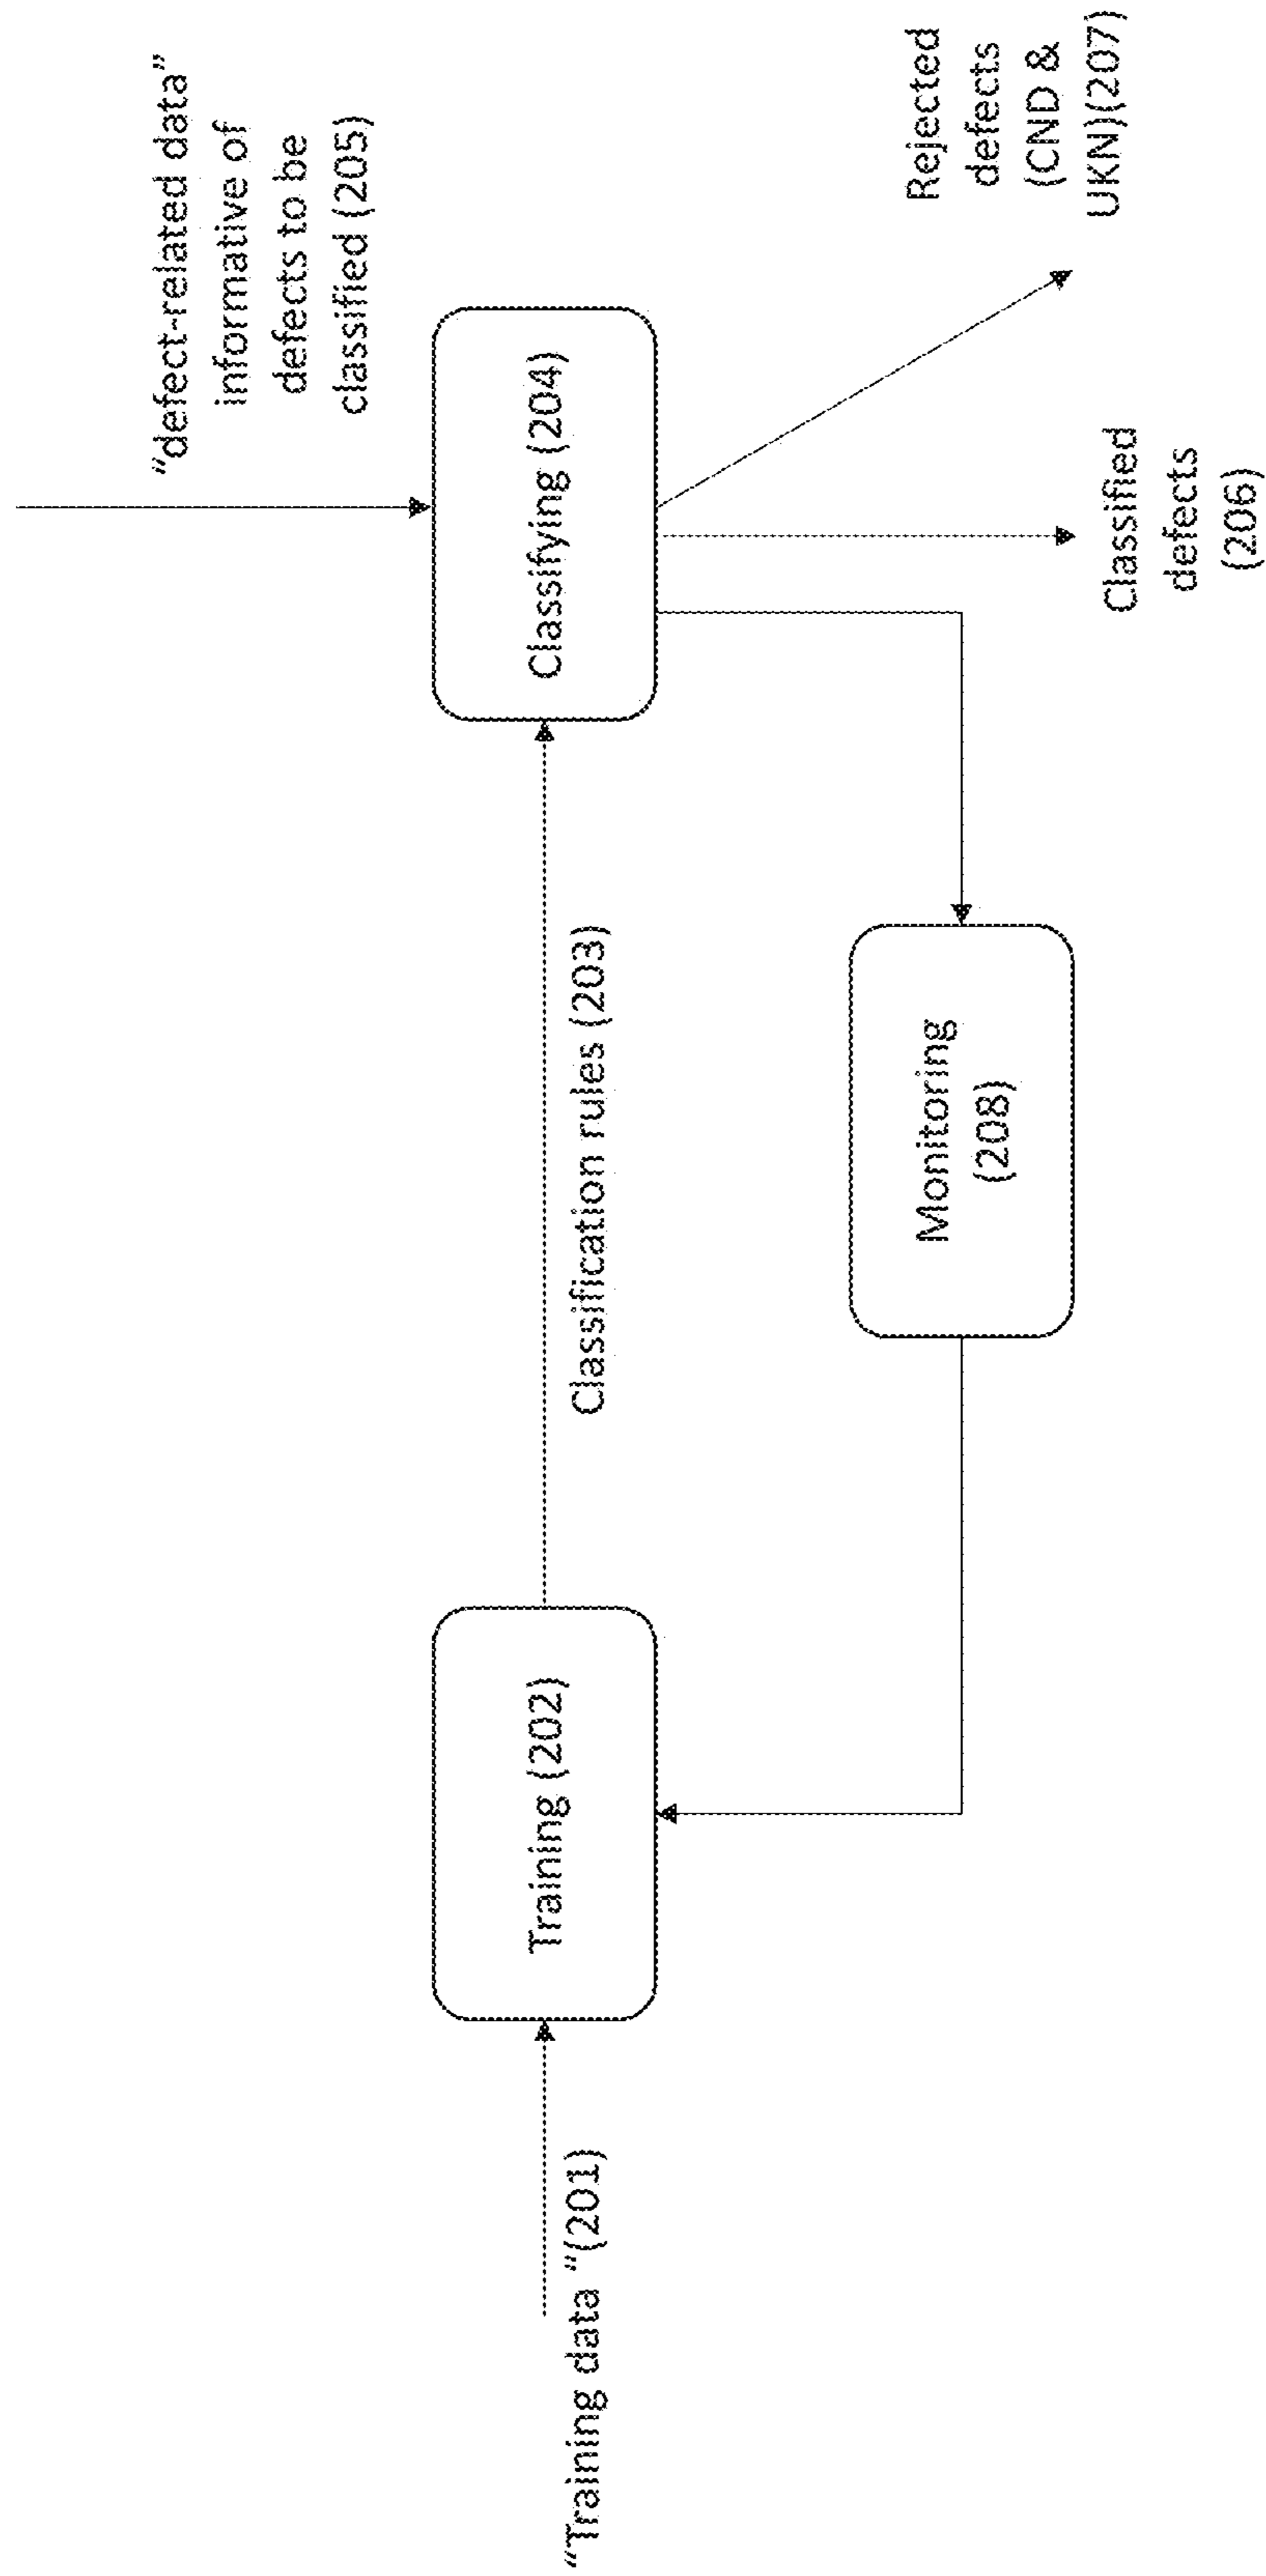 "defect-related data"
informative of
defects to be
classified (205)
"Training data "(201)
Training (202)
Classification rules (203)
Classifying (204)
Monitoring
(208)
Classified
defects
(206)
Rejected
defects
(CND &
UKN)(207)